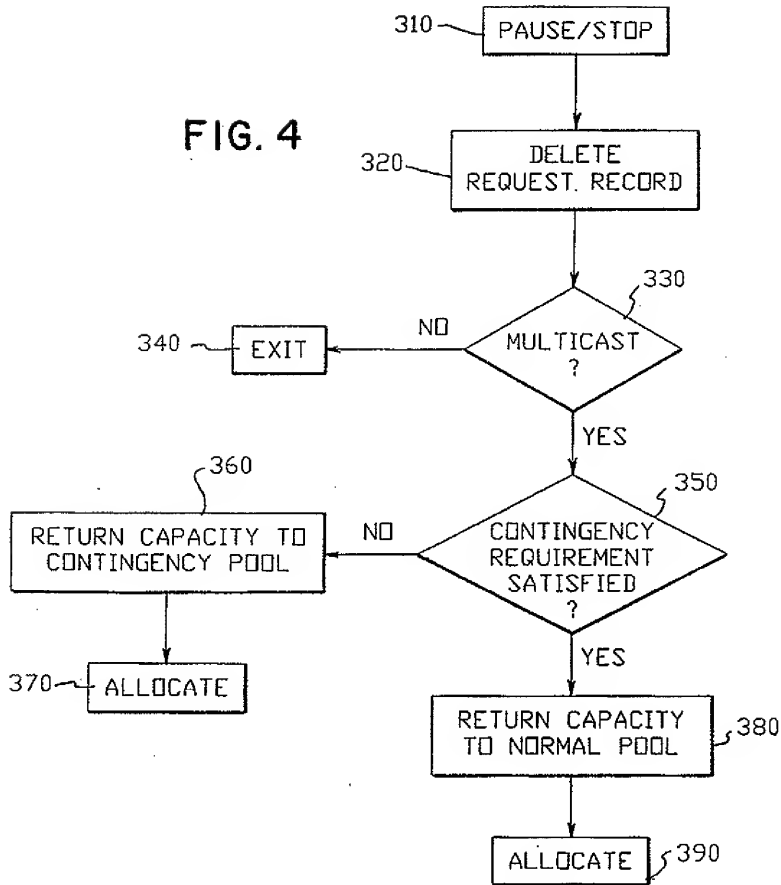 310
PAUSE/STOP
FIG. 4
320
DELETE
REQUEST. RECORD
330
MULTICAST
?
NO
340
EXIT
YES
350
CONTINGENCY
REQUIREMENT
SATISFIED
?
NO
360
RETURN CAPACITY TO
CONTINGENCY POOL
370
ALLOCATE
YES
RETURN CAPACITY
TO NORMAL POOL
380
ALLOCATE
390